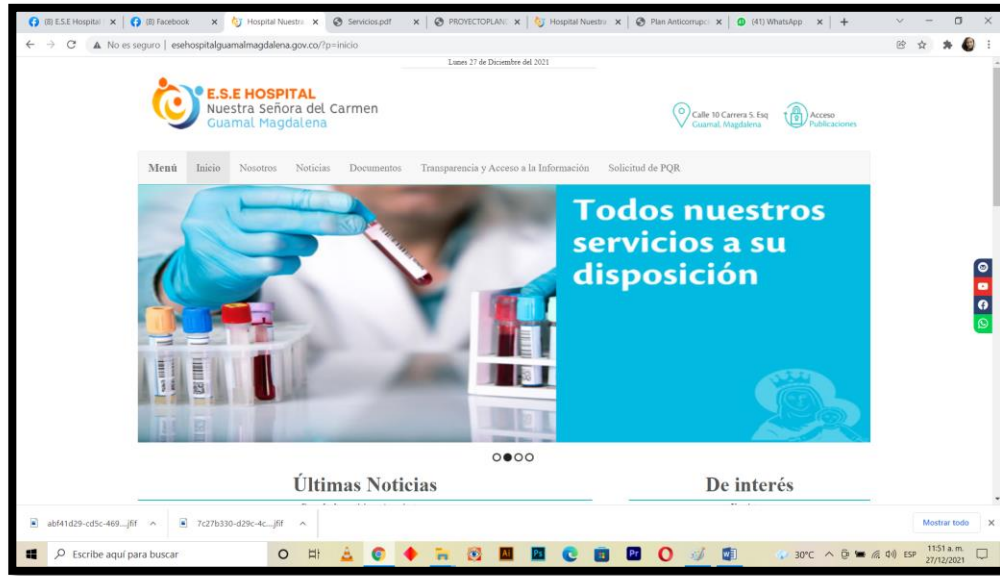 (8) E.S.E Hospital
(8) Facebook
Hospital Nuestra
Servicios.pdf
PROYECTOPLAN
Hospital Nuestra
Plan Anticorrupc
(41) WhatsApp
No es seguro | esehospitalguamalmagdalena.gov.co/?p=inicio
Lunes 27 de Diciembre del 2021
E.S.E HOSPITAL
Nuestra Señora del Carmen
Guamal Magdalena
Calle 10 Carrera 5. Esq
Guamal. Magdalena
Acceso
Publicaciones
Menú Inicio Nosotros Noticias Documentos Transparencia y Acceso a la Información Solicitud de PQR
Todos nuestros
servicios a su
disposición
Últimas Noticias
De interés
abf41d29-cd5c-469....jfif
7c27b330-d29c-4c....jfif
Mostrar todo
Escribe aquí para buscar
30°C
ESP
11:51 a. m.
27/12/2021